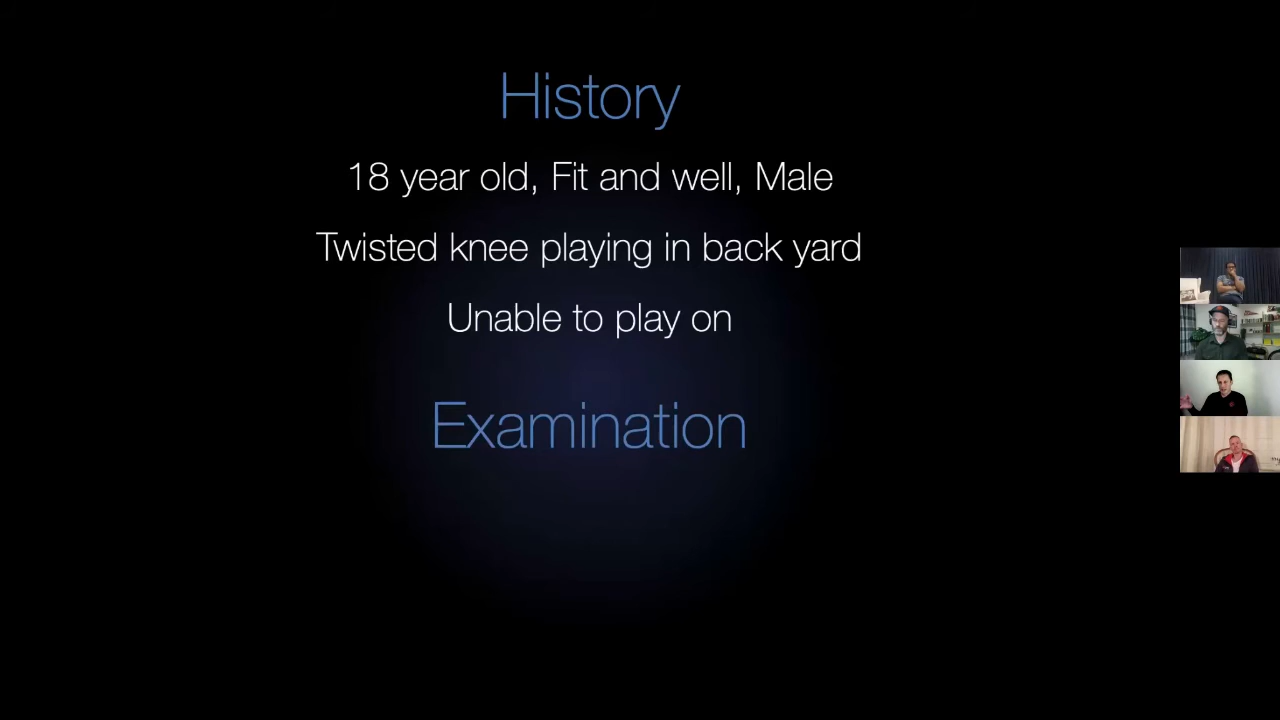 History
18 year old, Fit and well, Male
Twisted knee playing in back yard
Unable to play on
Examination